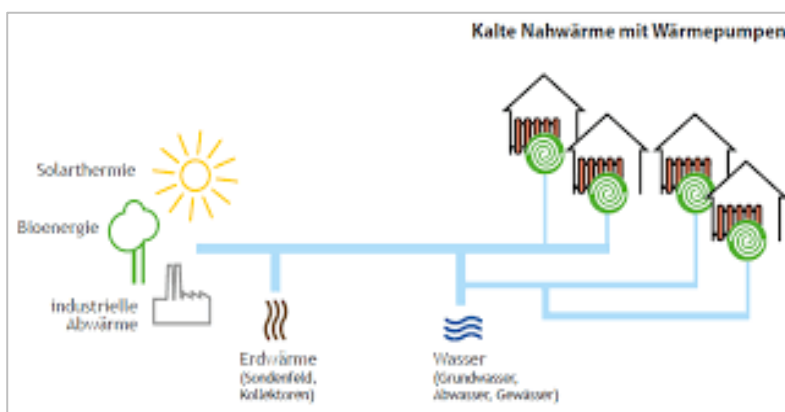 Kalte Nahwärme mit Wärmepumpen
Solarthermie
Bioenergie
industrielle
Abwärme
Erdwärme
(Sondenfeld,
Kollektoren)
Wasser
(Grundwasser,
Abwasser, Gewässer)